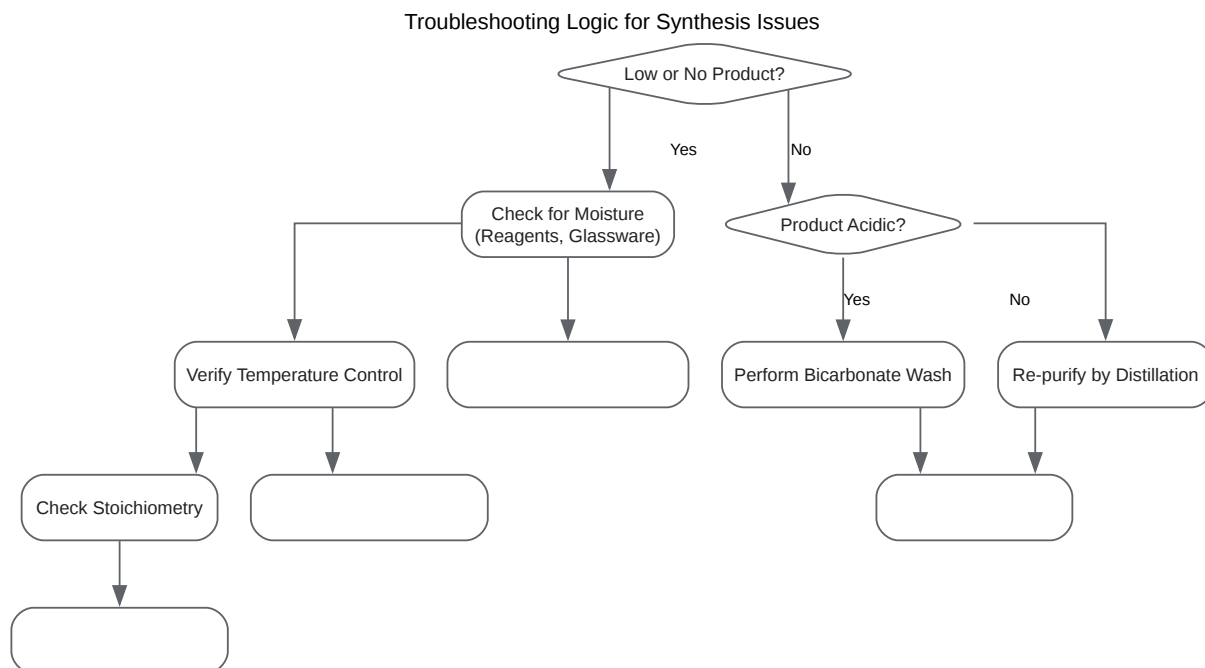 Troubleshooting Logic for Synthesis Issues
Low or No Product?
Yes
No
Check for Moisture
(Reagents, Glassware)
Product Acidic?
Yes
No
Verify Temperature Control
Perform Bicarbonate Wash
Re-purify by Distillation
Check Stoichiometry